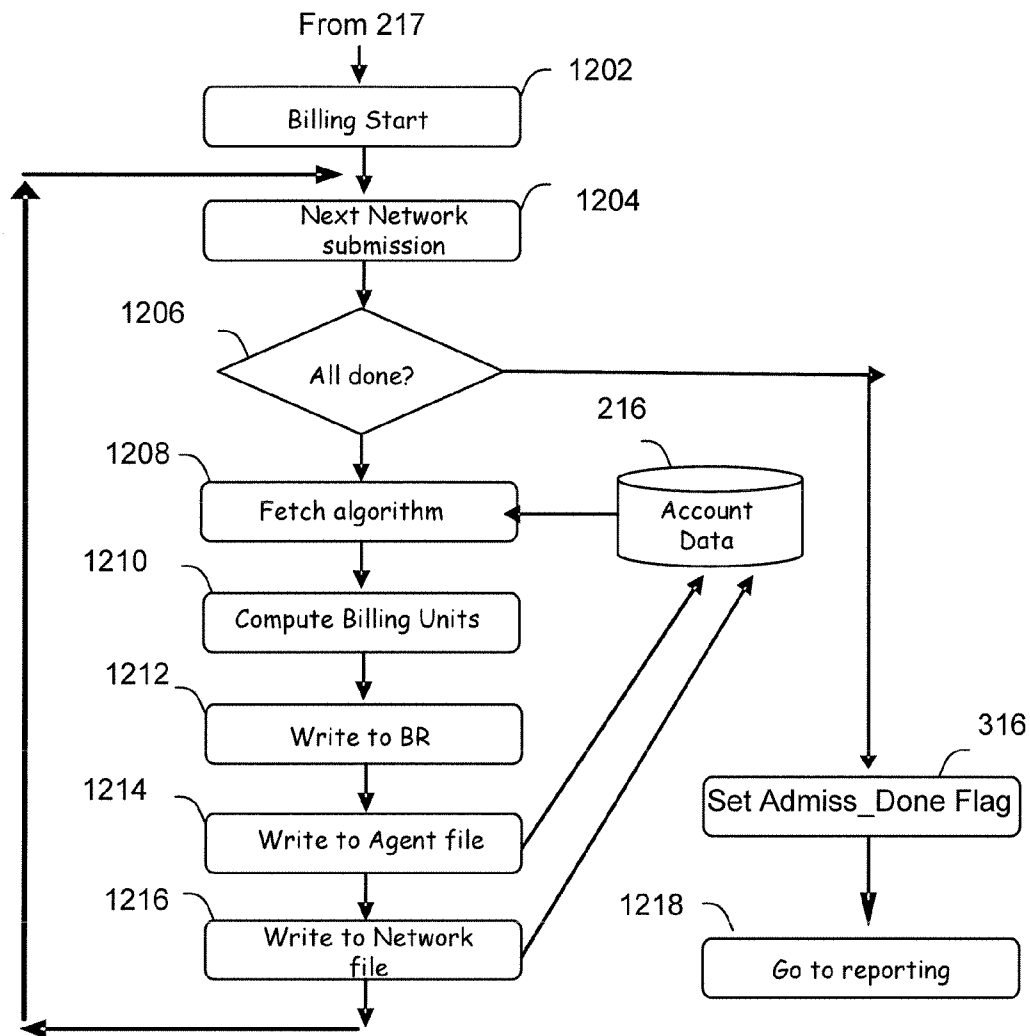 From 217
1202
Billing Start
1204
Next Network
submission
1206
All done?
216
Account
Data
1208
Fetch algorithm
1210
Compute Billing Units
1212
Write to BR
1214
Write to Agent file
316
Set Admiss_Done Flag
1216
Write to Network
file
1218
Go to reporting